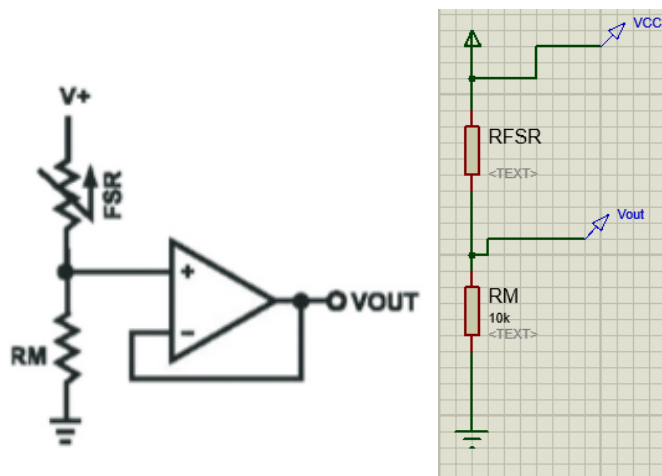 V+
FSR
+
-
VOUT
RM
VCC
RFSR
<TEXT>
Vout
RM
10k
<TEXT>